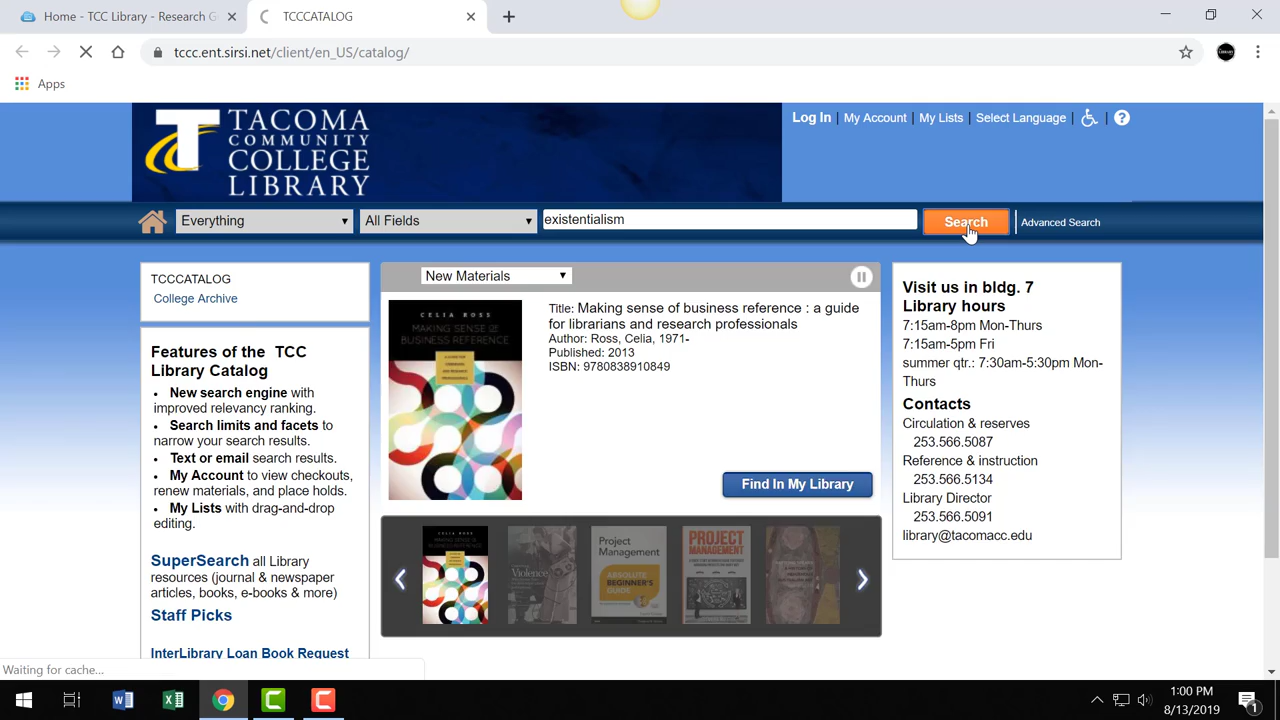 Home - TCC Library - Research G
TCCCATALOG
tccc.ent.sirsi.net/client/en_US/catalog/
Apps
TACOMA
COMMUNITY
COLLEGE
LIBRARY
Log In | My Account | My Lists | Select Language | | ?
Everything
All Fields
existentialism
Search
Advanced Search
TCCCATALOG
College Archive
Features of the TCC
Library Catalog
• New search engine with
improved relevancy ranking.
• Search limits and facets to
narrow your search results.
• Text or email search results.
• My Account to view checkouts,
renew materials, and place holds.
• My Lists with drag-and-drop
editing.
SuperSearch all Library
resources (journal & newspaper
articles, books, e-books & more)
Staff Picks
InterLibrary Loan Book Request
New Materials
CELIA ROSS
MAKING SENSE OF
BUSINESS REFERENCE
Title: Making sense of business reference : a guide
for librarians and research professionals
Author: Ross, Celia, 1971-
Published: 2013
ISBN: 9780838910849
Find In My Library
CELIA ROSS
Violence
Project
Management
ABSOLUTE
BEGINNER'S
GUIDE
PROJECT
MANAGEMENT
Visit us in bldg. 7
Library hours
7:15am-8pm Mon-Thurs
7:15am-5pm Fri
summer qtr.: 7:30am-5:30pm Mon-
Thurs
Contacts
Circulation & reserves
253.566.5087
Reference & instruction
253.566.5134
Library Director
253.566.5091
library@tacomacc.edu
Waiting for cache...
1:00 PM
8/13/2019
1